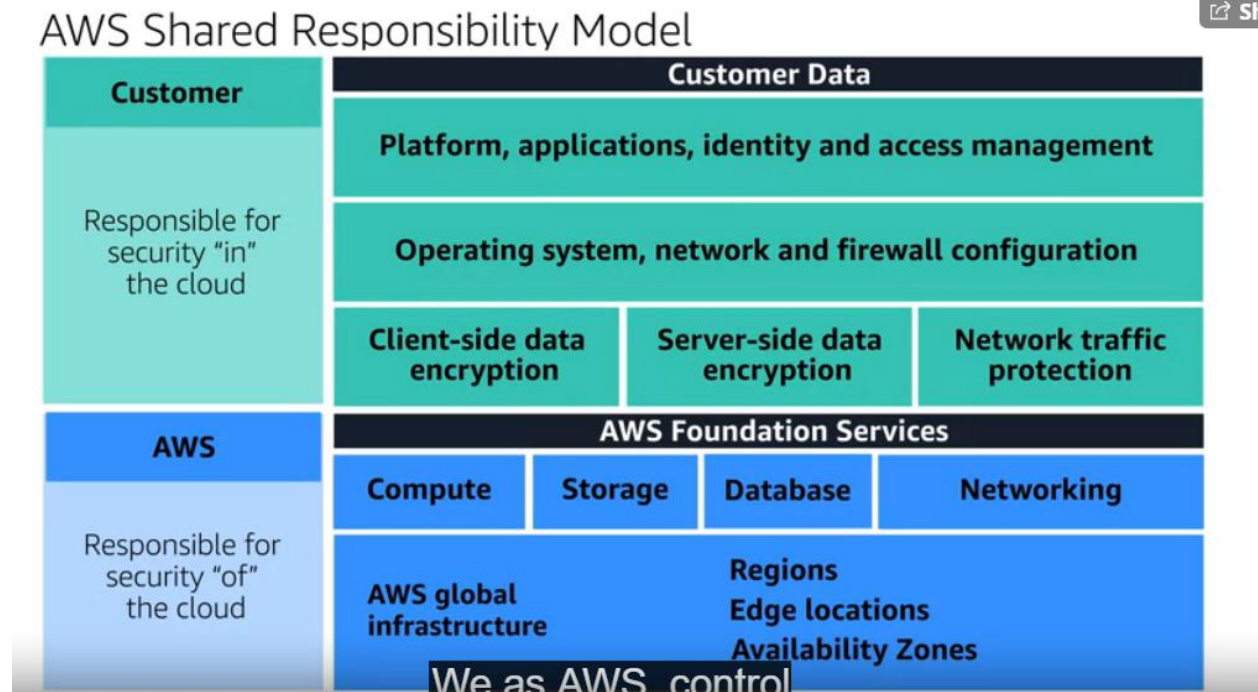 AWS Shared Responsibility Model
Customer
Responsible for
security “in”
the cloud
Customer Data
Platform, applications, identity and access management
Operating system, network and firewall configuration
Client-side data
encryption
Server-side data
encryption
Network traffic
protection
AWS
Responsible for
security “of”
the cloud
AWS Foundation Services
Compute
Storage
Database
Networking
AWS global
infrastructure
Regions
Edge locations
Availability Zones
We as AWS, control